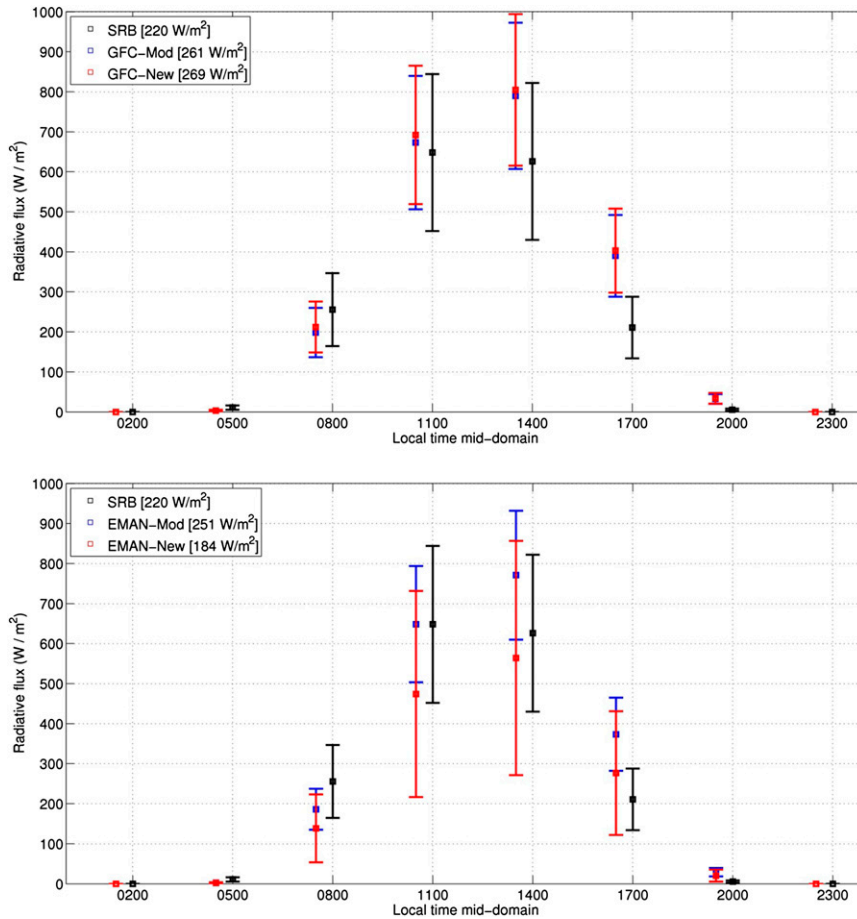 1000
900
800
700
600
500
400
300
200
100
0
Radiative flux (W / m²)
SRB [220 W/m²]
GFC-Mod [261 W/m²]
GFC-New [269 W/m²]
0200 0500 0800 1100 1400 1700 2000 2300
Local time mid-domain
1000
900
800
700
600
500
400
300
200
100
0
Radiative flux (W / m²)
SRB [220 W/m²]
EMAN-Mod [251 W/m²]
EMAN-New [184 W/m²]
0200 0500 0800 1100 1400 1700 2000 2300
Local time mid-domain